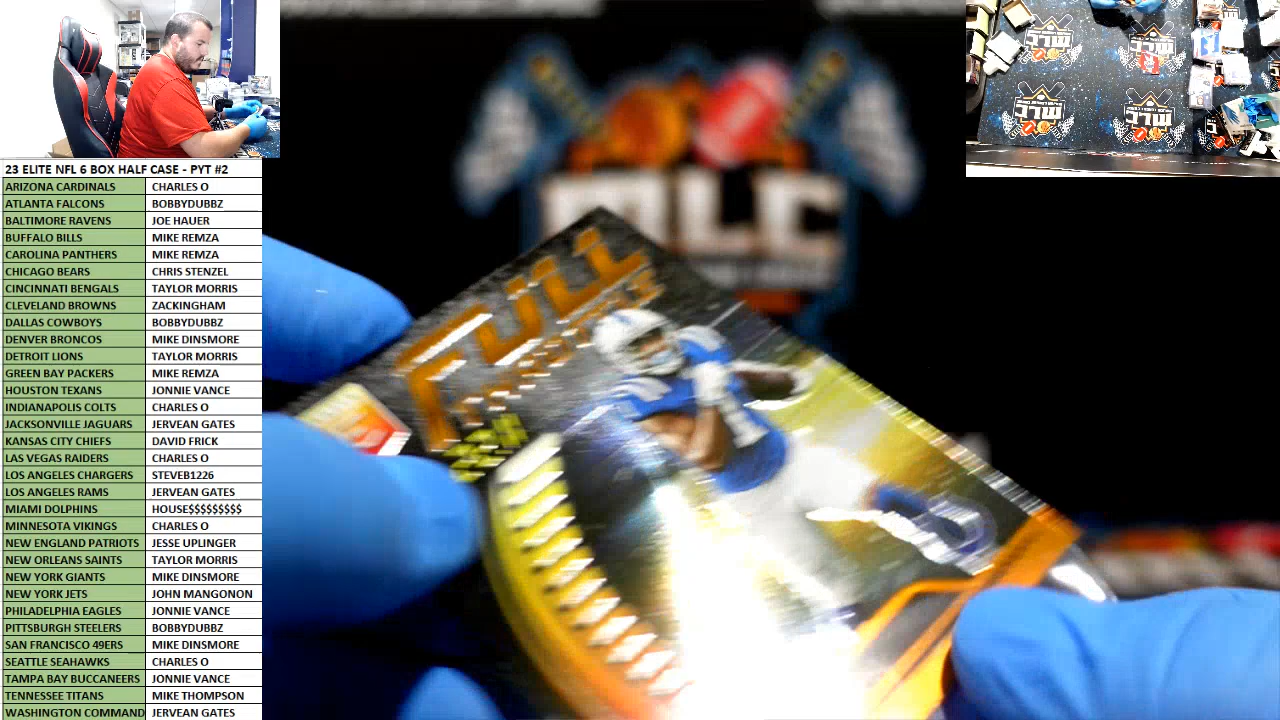 23 ELITE NFL 6 BOX HALF CASE - PYT #2
ARIZONA CARDINALS CHARLES O
ATLANTA FALCONS BOBBYDUBBZ
BALTIMORE RAVENS JOE HAUER
BUFFALO BILLS MIKE REMZA
CAROLINA PANTHERS MIKE REMZA
CHICAGO BEARS CHRIS STENZEL
CINCINNATI BENGALS TAYLOR MORRIS
CLEVELAND BROWNS ZACKINGHAM
DALLAS COWBOYS BOBBYDUBBZ
DENVER BRONCOS MIKE DINSMORE
DETROIT LIONS TAYLOR MORRIS
GREEN BAY PACKERS MIKE REMZA
HOUSTON TEXANS JONNIE VANCE
INDIANAPOLIS COLTS CHARLES O
JACKSONVILLE JAGUARS JERVEAN GATES
KANSAS CITY CHIEFS DAVID FRICK
LAS VEGAS RAIDERS CHARLES O
LOS ANGELES CHARGERS STEVEB1226
LOS ANGELES RAMS JERVEAN GATES
MIAMI DOLPHINS HOUSE$$$$$$$$$
MINNESOTA VIKINGS CHARLES O
NEW ENGLAND PATRIOTS JESSE UPLINGER
NEW ORLEANS SAINTS TAYLOR MORRIS
NEW YORK GIANTS MIKE DINSMORE
NEW YORK JETS JOHN MANGONON
PHILADELPHIA EAGLES JONNIE VANCE
PITTSBURGH STEELERS BOBBYDUBBZ
SAN FRANCISCO 49ERS MIKE DINSMORE
SEATTLE SEAHAWKS CHARLES O
TAMPA BAY BUCCANEERS JONNIE VANCE
TENNESSEE TITANS MIKE THOMPSON
WASHINGTON COMMAND JERVEAN GATES
MLC
FULL